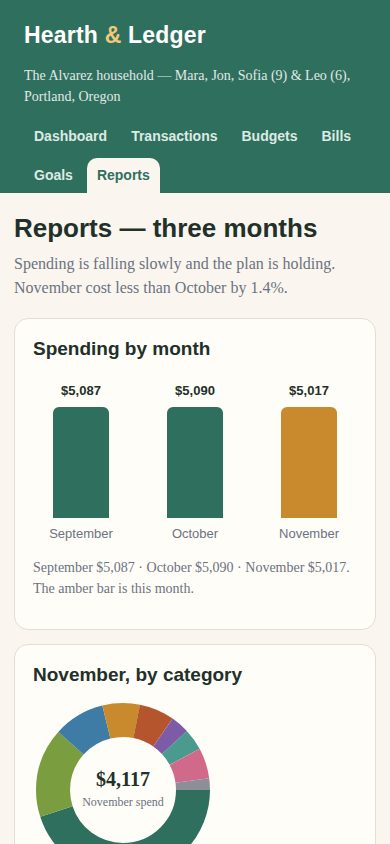 Hearth & Ledger
The Alvarez household — Mara, Jon, Sofia (9) & Leo (6),
Portland, Oregon
Dashboard Transactions Budgets Bills
Goals Reports
Reports — three months
Spending is falling slowly and the plan is holding.
November cost less than October by 1.4%.
Spending by month
$5,087 $5,090 $5,017
September October November
September $5,087 · October $5,090 · November $5,017.
The amber bar is this month.
November, by category
$4,117
November spend